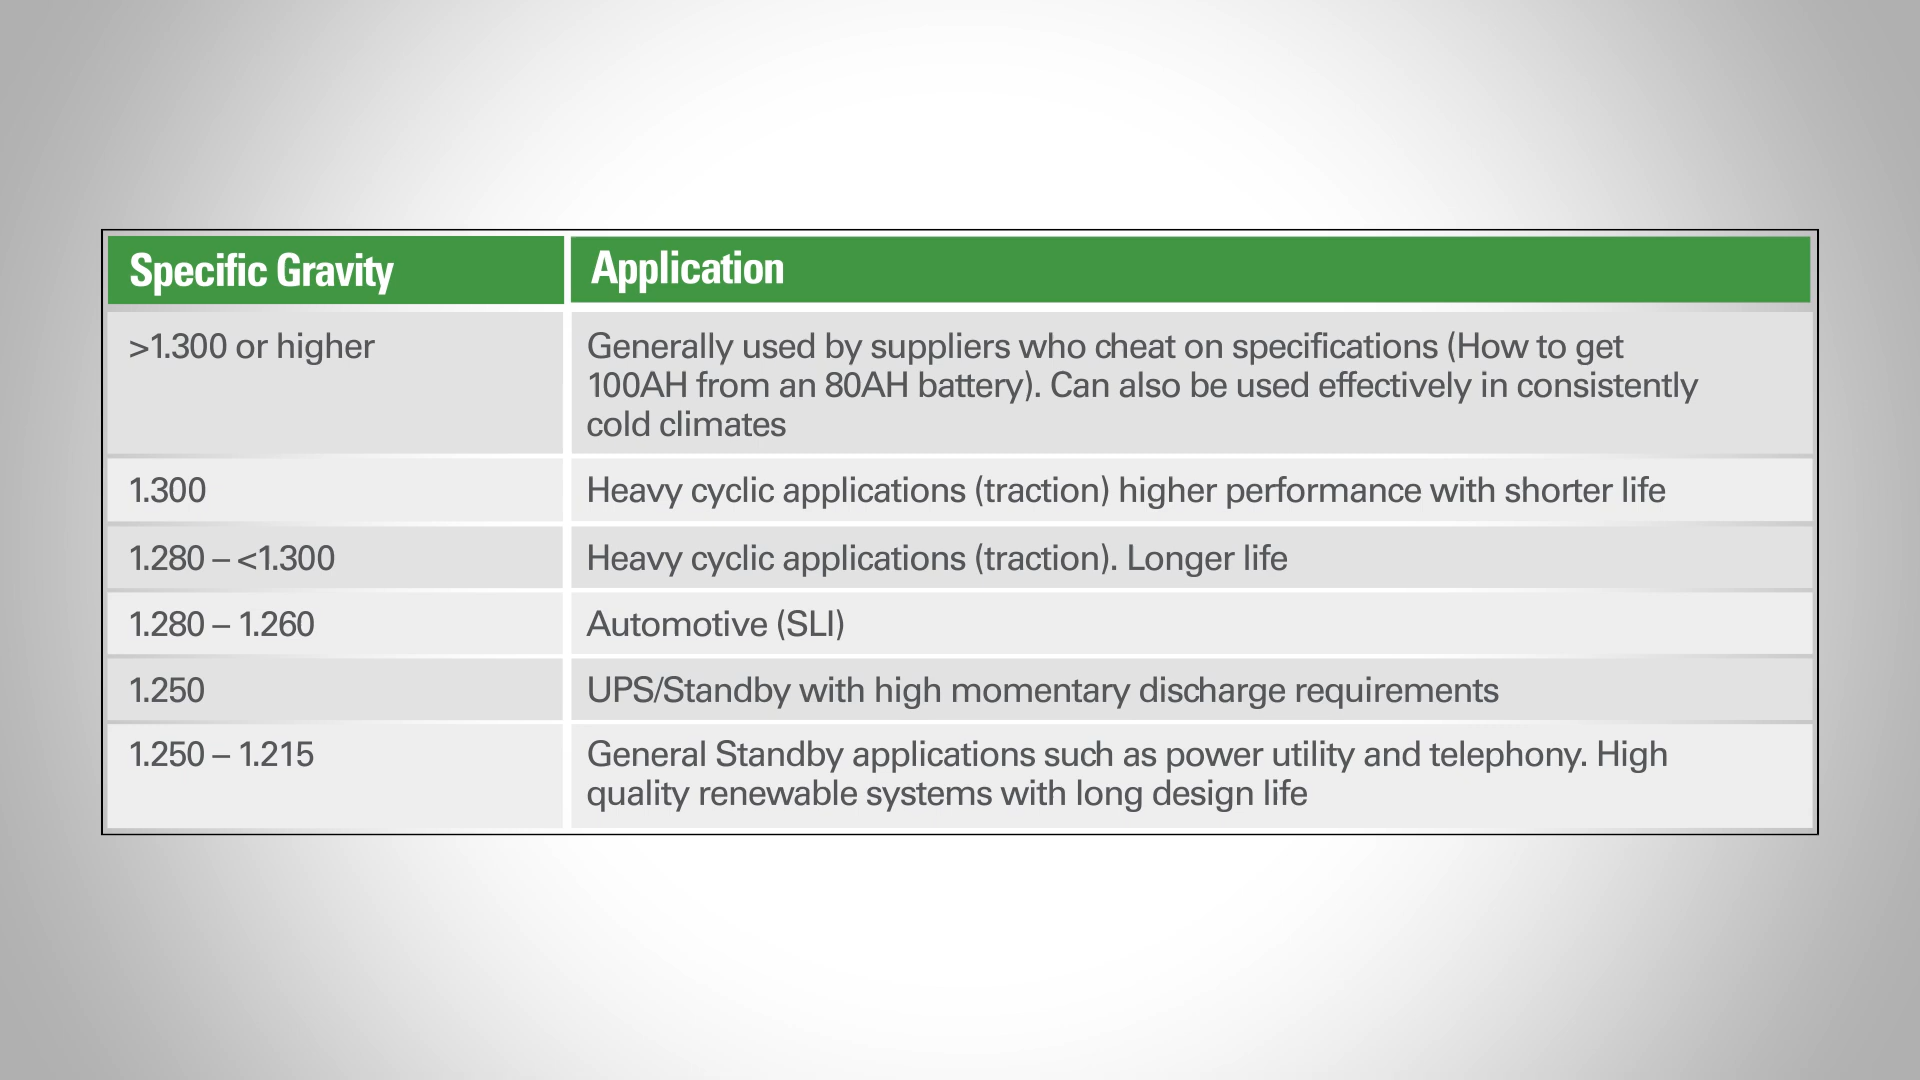 Specific Gravity
Application
>1.300 or higher
Generally used by suppliers who cheat on specifications (How to get
100AH from an 80AH battery). Can also be used effectively in consistently
cold climates
1.300
Heavy cyclic applications (traction) higher performance with shorter life
1.280 – <1.300
Heavy cyclic applications (traction). Longer life
1.280 – 1.260
Automotive (SLI)
1.250
UPS/Standby with high momentary discharge requirements
1.250 – 1.215
General Standby applications such as power utility and telephony. High
quality renewable systems with long design life